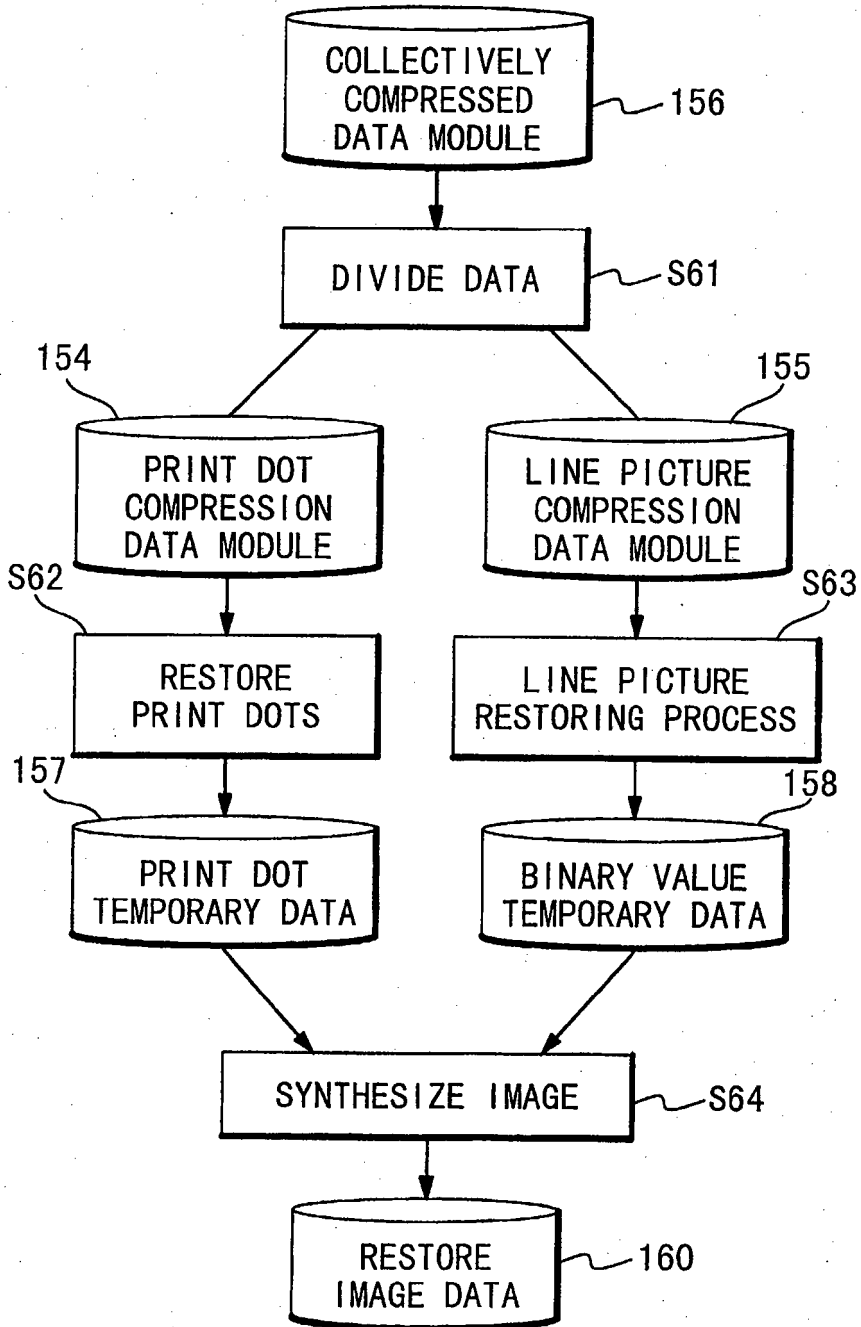 COLLECTIVELY
COMPRESSED
DATA MODULE
156
DIVIDE DATA
S61
154
155
PRINT DOT
COMPRESSION
DATA MODULE
LINE PICTURE
COMPRESSION
DATA MODULE
S62
S63
RESTORE
PRINT DOTS
LINE PICTURE
RESTORING PROCESS
157
158
PRINT DOT
TEMPORARY DATA
BINARY VALUE
TEMPORARY DATA
SYNTHESIZE IMAGE
S64
RESTORE
IMAGE DATA
160